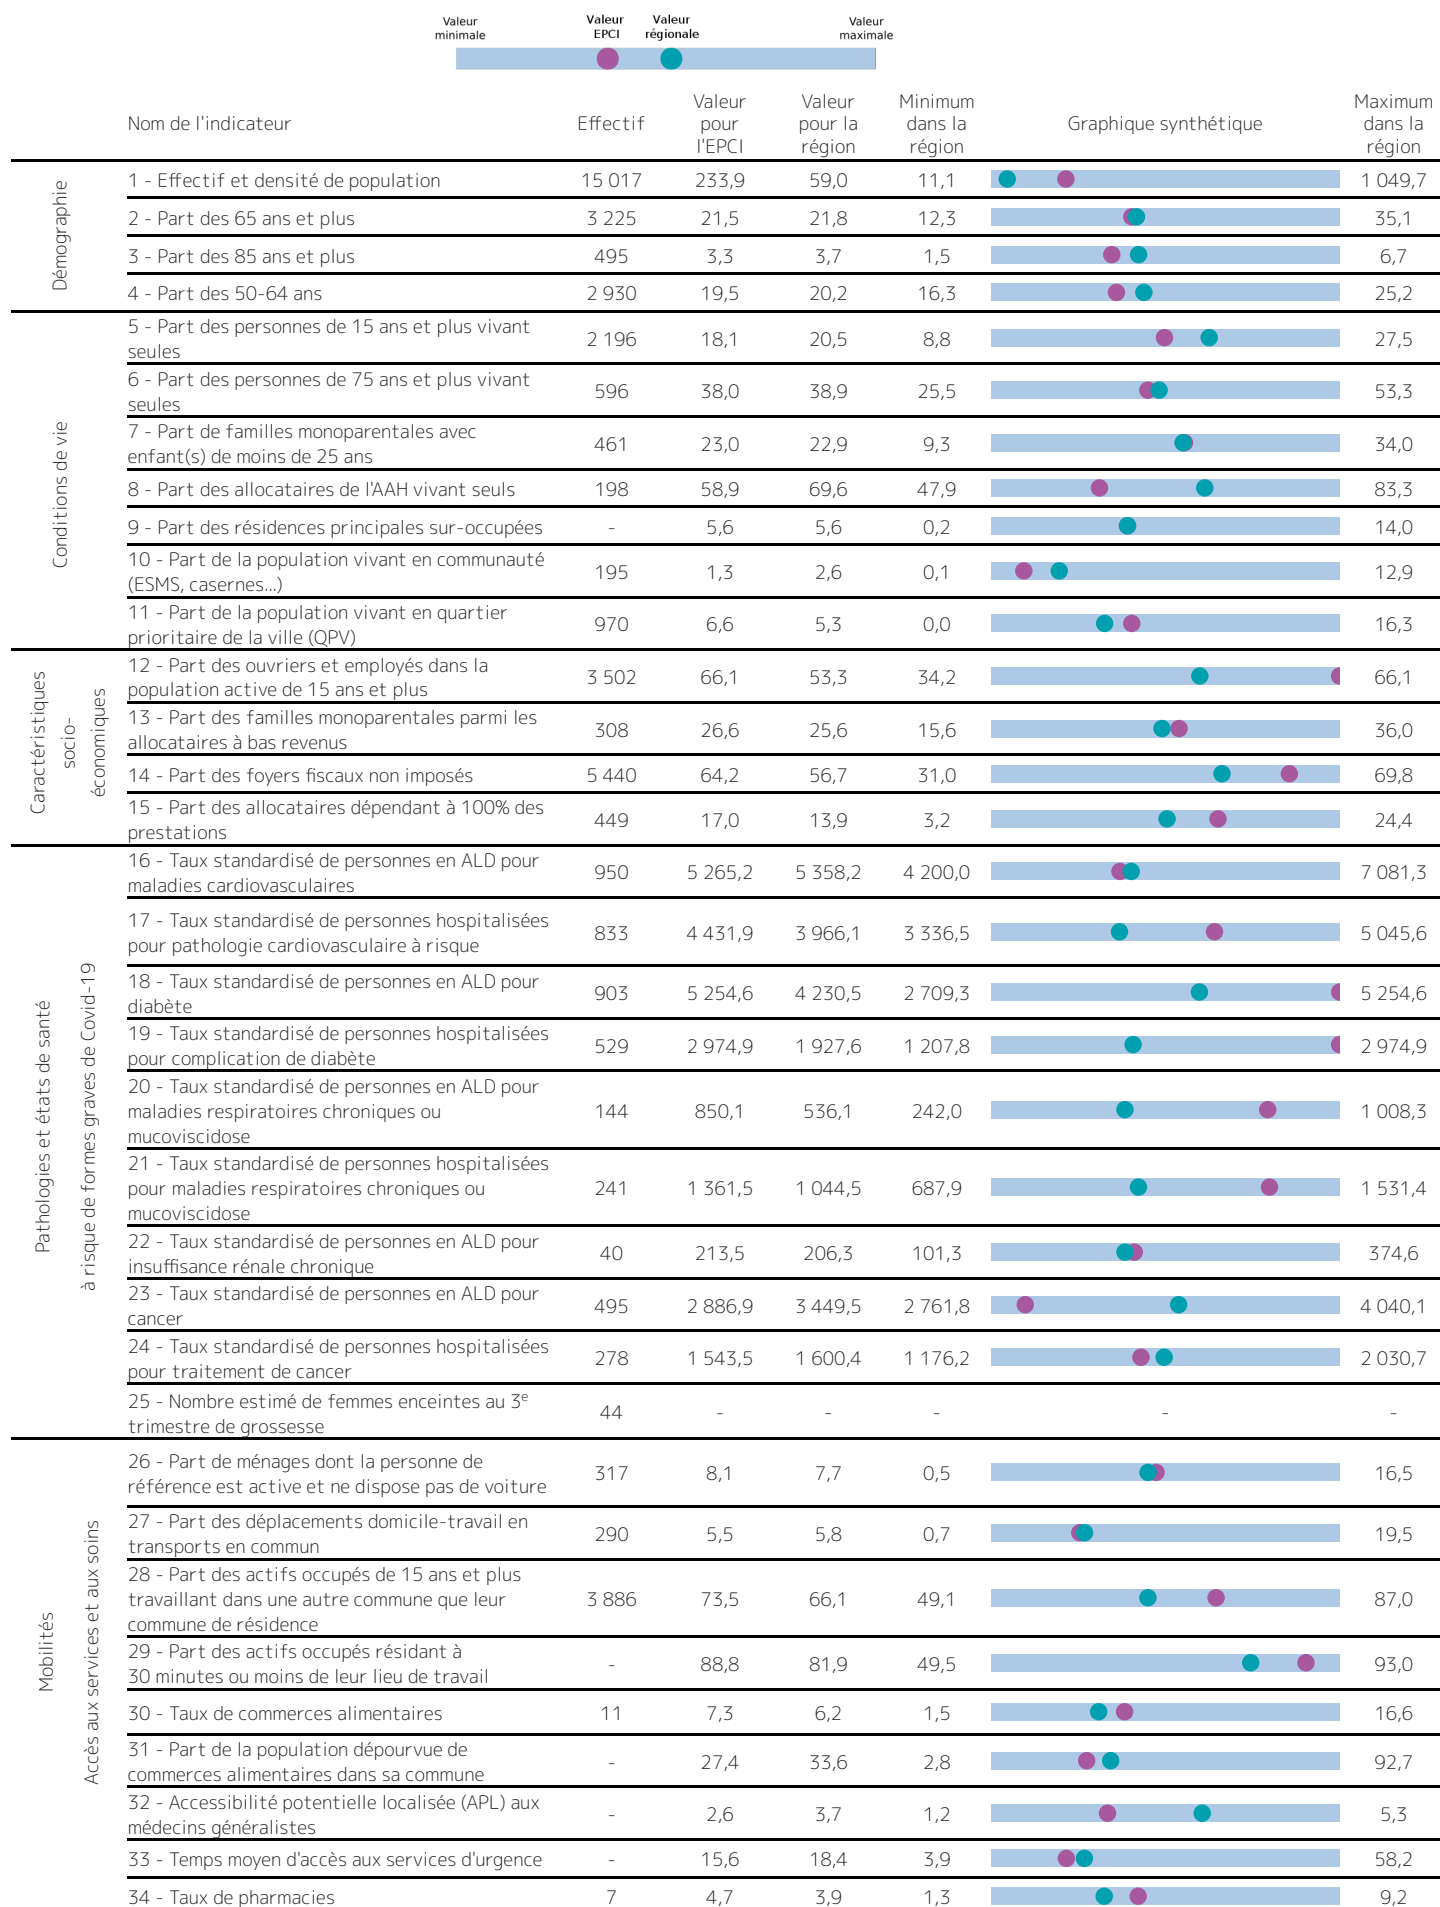 Valeur minimale
Valeur EPCI
Valeur régionale
Valeur maximale
Nom de l'indicateur
Effectif
Valeur pour l'EPCI
Valeur pour la région
Minimum dans la région
Graphique synthétique
Maximum dans la région
Démographie
1 - Effectif et densité de population 15 017 233,9 59,0 11,1 1 049,7
2 - Part des 65 ans et plus 3 225 21,5 21,8 12,3 35,1
3 - Part des 85 ans et plus 495 3,3 3,7 1,5 6,7
4 - Part des 50-64 ans 2 930 19,5 20,2 16,3 25,2
Conditions de vie
5 - Part des personnes de 15 ans et plus vivant
seules 2 196 18,1 20,5 8,8 27,5
6 - Part des personnes de 75 ans et plus vivant
seules 596 38,0 38,9 25,5 53,3
7 - Part de familles monoparentales avec
enfant(s) de moins de 25 ans 461 23,0 22,9 9,3 34,0
8 - Part des allocataires de l'AAH vivant seuls 198 58,9 69,6 47,9 83,3
9 - Part des résidences principales sur-occupées - 5,6 5,6 0,2 14,0
10 - Part de la population vivant en communauté
(ESMS, casernes...) 195 1,3 2,6 0,1 12,9
11 - Part de la population vivant en quartier
prioritaire de la ville (QPV) 970 6,6 5,3 0,0 16,3
Caractéristiques
socio-
économiques
12 - Part des ouvriers et employés dans la
population active de 15 ans et plus 3 502 66,1 53,3 34,2 66,1
13 - Part des familles monoparentales parmi les
allocataires à bas revenus 308 26,6 25,6 15,6 36,0
14 - Part des foyers fiscaux non imposés 5 440 64,2 56,7 31,0 69,8
15 - Part des allocataires dépendant à 100% des
prestations 449 17,0 13,9 3,2 24,4
Pathologies et états de santé
à risque de formes graves de Covid-19
16 - Taux standardisé de personnes en ALD pour
maladies cardiovasculaires 950 5 265,2 5 358,2 4 200,0 7 081,3
17 - Taux standardisé de personnes hospitalisées
pour pathologie cardiovasculaire à risque 833 4 431,9 3 966,1 3 336,5 5 045,6
18 - Taux standardisé de personnes en ALD pour
diabète 903 5 254,6 4 230,5 2 709,3 5 254,6
19 - Taux standardisé de personnes hospitalisées
pour complication de diabète 529 2 974,9 1 927,6 1 207,8 2 974,9
20 - Taux standardisé de personnes en ALD pour
maladies respiratoires chroniques ou
mucoviscidose 144 850,1 536,1 242,0 1 008,3
21 - Taux standardisé de personnes hospitalisées
pour maladies respiratoires chroniques ou
mucoviscidose 241 1 361,5 1 044,5 687,9 1 531,4
22 - Taux standardisé de personnes en ALD pour
insuffisance rénale chronique 40 213,5 206,3 101,3 374,6
23 - Taux standardisé de personnes en ALD pour
cancer 495 2 886,9 3 449,5 2 761,8 4 040,1
24 - Taux standardisé de personnes hospitalisées
pour traitement de cancer 278 1 543,5 1 600,4 1 176,2 2 030,7
25 - Nombre estimé de femmes enceintes au 3e
trimestre de grossesse 44 - - - - -
Mobilités
Accès aux services et aux soins
26 - Part de ménages dont la personne de
référence est active et ne dispose pas de voiture 317 8,1 7,7 0,5 16,5
27 - Part des déplacements domicile-travail en
transports en commun 290 5,5 5,8 0,7 19,5
28 - Part des actifs occupés de 15 ans et plus
travaillant dans une autre commune que leur
commune de résidence 3 886 73,5 66,1 49,1 87,0
29 - Part des actifs occupés résidant à
30 minutes ou moins de leur lieu de travail - 88,8 81,9 49,5 93,0
30 - Taux de commerces alimentaires 11 7,3 6,2 1,5 16,6
31 - Part de la population dépourvue de
commerces alimentaires dans sa commune - 27,4 33,6 2,8 92,7
32 - Accessibilité potentielle localisée (APL) aux
médecins généralistes - 2,6 3,7 1,2 5,3
33 - Temps moyen d'accès aux services d'urgence - 15,6 18,4 3,9 58,2
34 - Taux de pharmacies 7 4,7 3,9 1,3 9,2